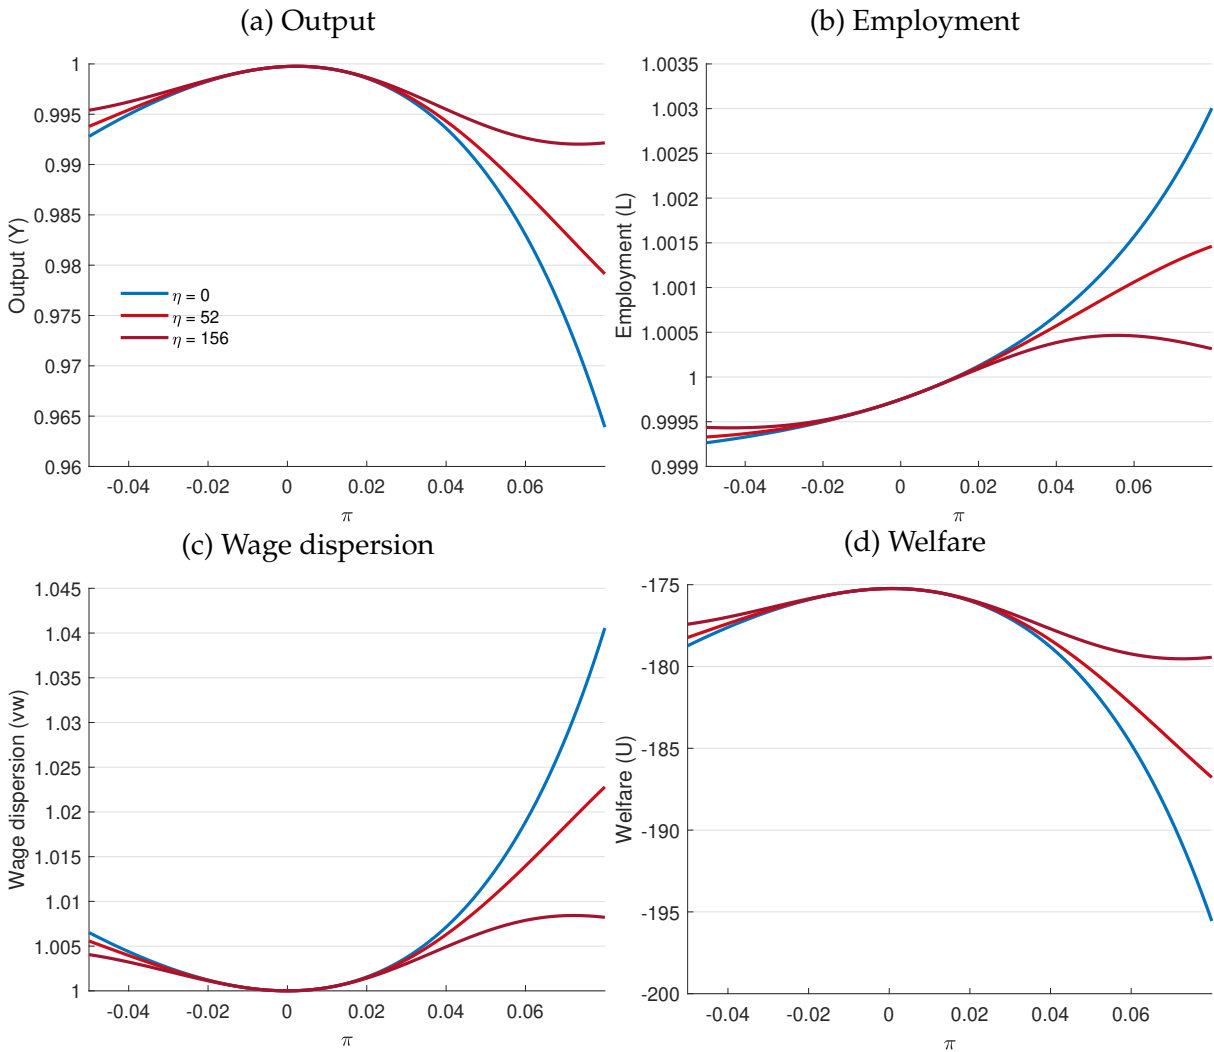 (a) Output
1
0.995
0.99
0.985
0.98
0.975
0.97
0.965
0.96
Output (Y)
η = 0
η = 52
η = 156
-0.04 -0.02 0 0.02 0.04 0.06
π
(b) Employment
1.0035
1.003
1.0025
1.002
1.0015
1.001
1.0005
1
0.9995
0.999
Employment (L)
-0.04 -0.02 0 0.02 0.04 0.06
π
(c) Wage dispersion
1.045
1.04
1.035
1.03
1.025
1.02
1.015
1.01
1.005
1
Wage dispersion (vw)
-0.04 -0.02 0 0.02 0.04 0.06
π
(d) Welfare
-175
-180
-185
-190
-195
-200
Welfare (U)
-0.04 -0.02 0 0.02 0.04 0.06
π